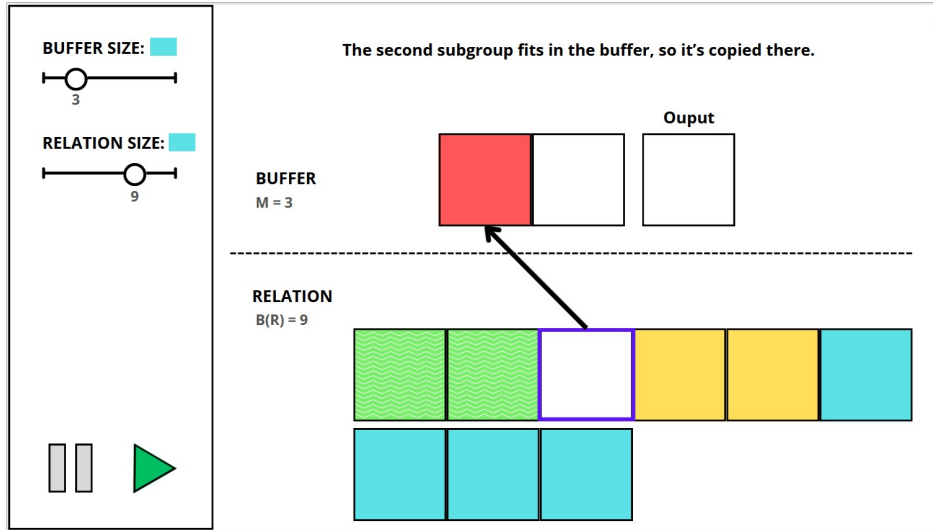 BUFFER SIZE:
3
RELATION SIZE:
9
The second subgroup fits in the buffer, so it’s copied there.
Ouput
BUFFER
M = 3
RELATION
B(R) = 9